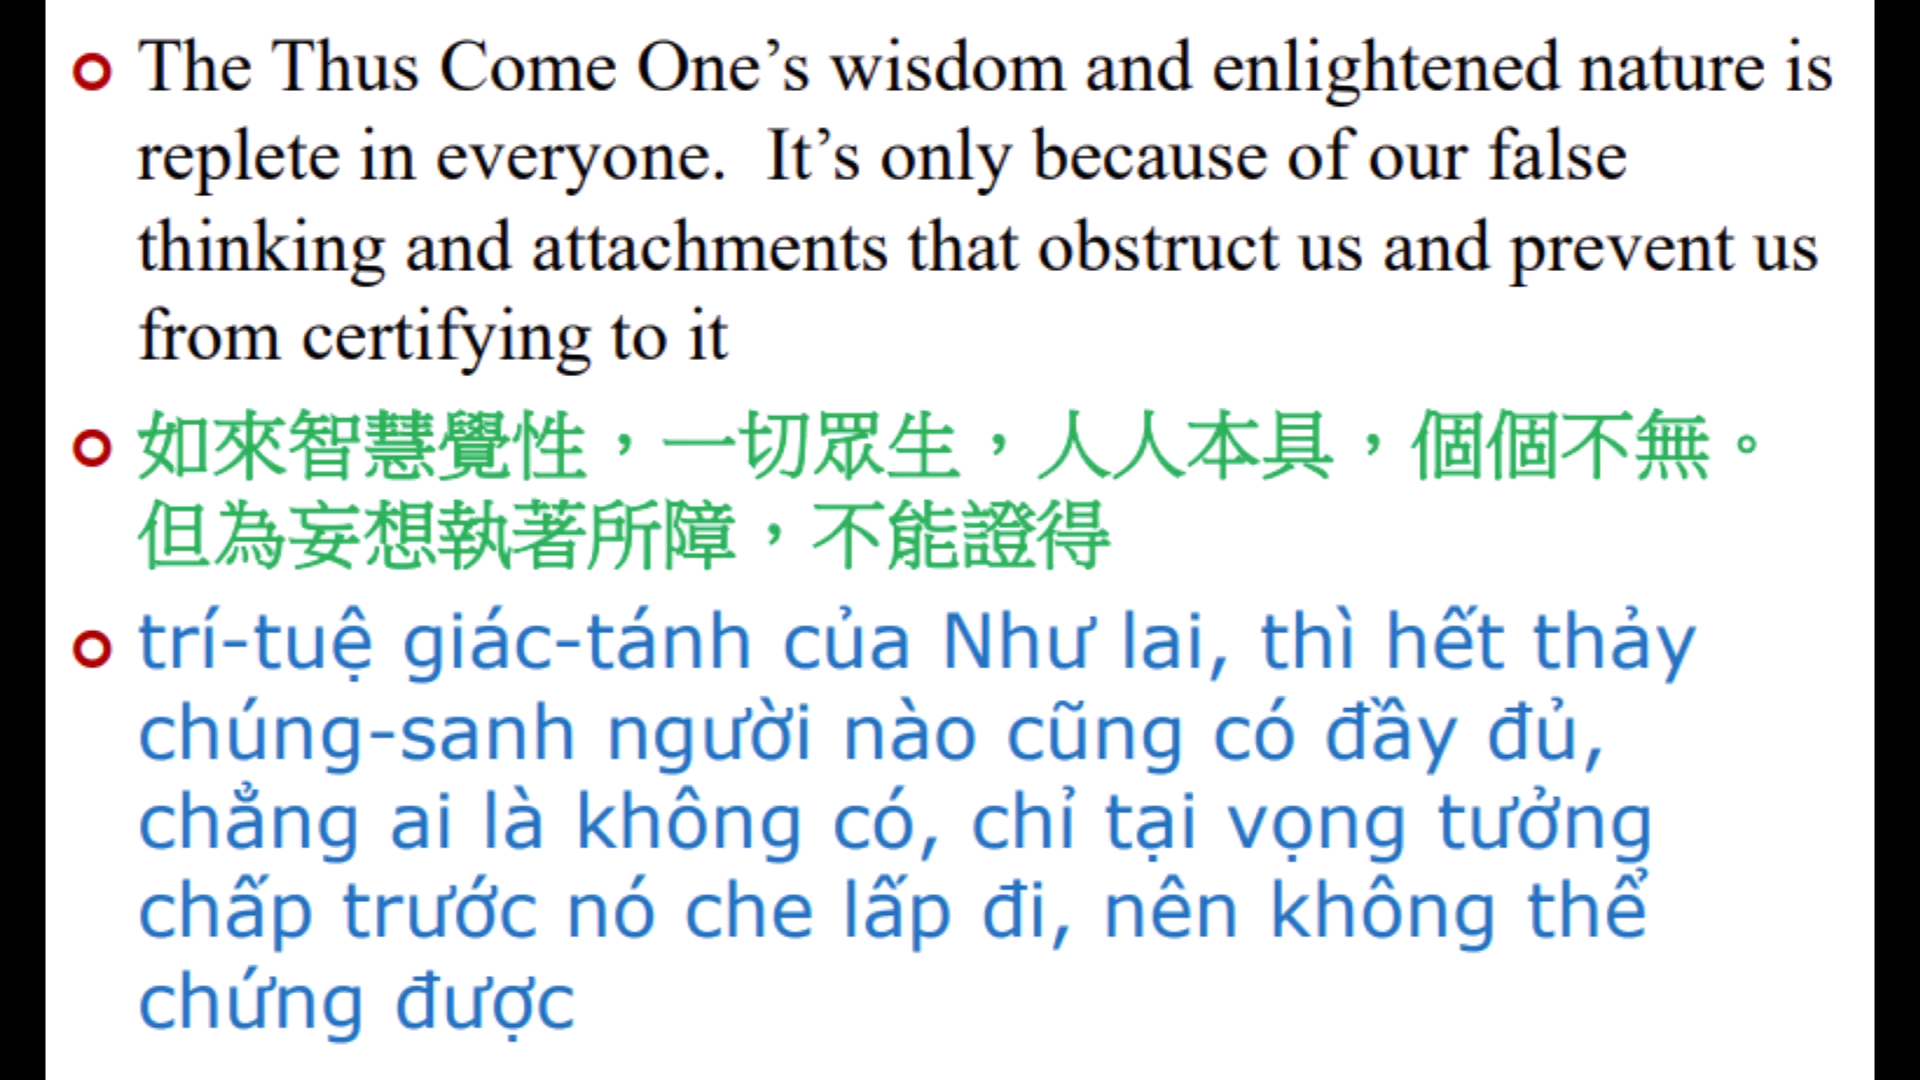 The Thus Come One’s wisdom and enlightened nature is
replete in everyone.  It’s only because of our false
thinking and attachments that obstruct us and prevent us
from certifying to it
如來智慧覺性，一切眾生，人人本具，個個不無。
但為妄想執著所障，不能證得
trí-tuệ giác-tánh của Như lai, thì hết thảy
chúng-sanh người nào cũng có đầy đủ,
chẳng ai là không có, chỉ tại vọng tưởng
chấp trước nó che lấp đi, nên không thể
chứng được